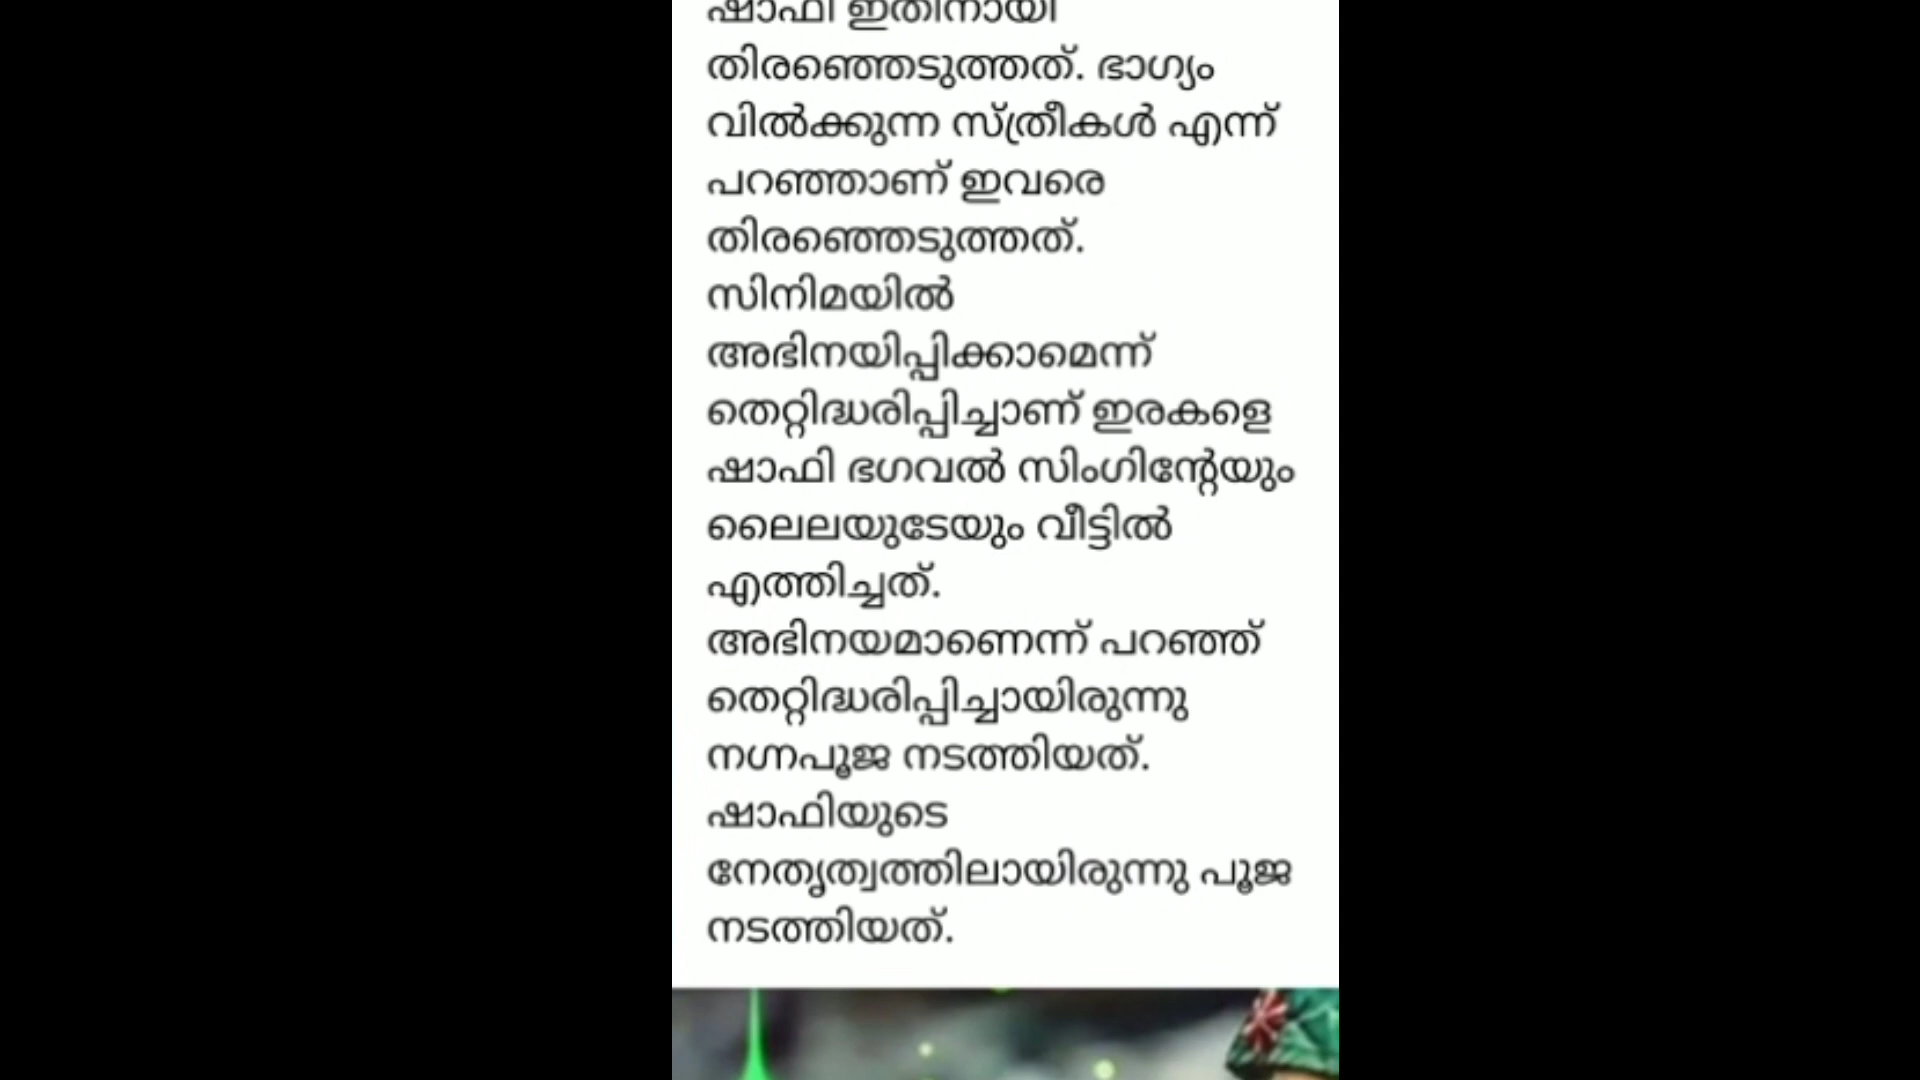 ഷാഫി ഇതിനായി
തിരഞ്ഞെടുത്തത്. ഭാഗ്യം
വിൽക്കുന്ന സ്ത്രീകൾ എന്ന്
പറഞ്ഞാണ് ഇവരെ
തിരഞ്ഞെടുത്തത്.
സിനിമയിൽ
അഭിനയിപ്പിക്കാമെന്ന്
തെറ്റിദ്ധരിപ്പിച്ചാണ് ഇരകളെ
ഷാഫി ഭഗവൽ സിംഗിന്റേയും
ലൈലയുടേയും വീട്ടിൽ
എത്തിച്ചത്.
അഭിനയമാണെന്ന് പറഞ്ഞ്
തെറ്റിദ്ധരിപ്പിച്ചായിരുന്നു
നഗ്നപൂജ നടത്തിയത്.
ഷാഫിയുടെ
നേതൃത്വത്തിലായിരുന്നു പൂജ
നടത്തിയത്.